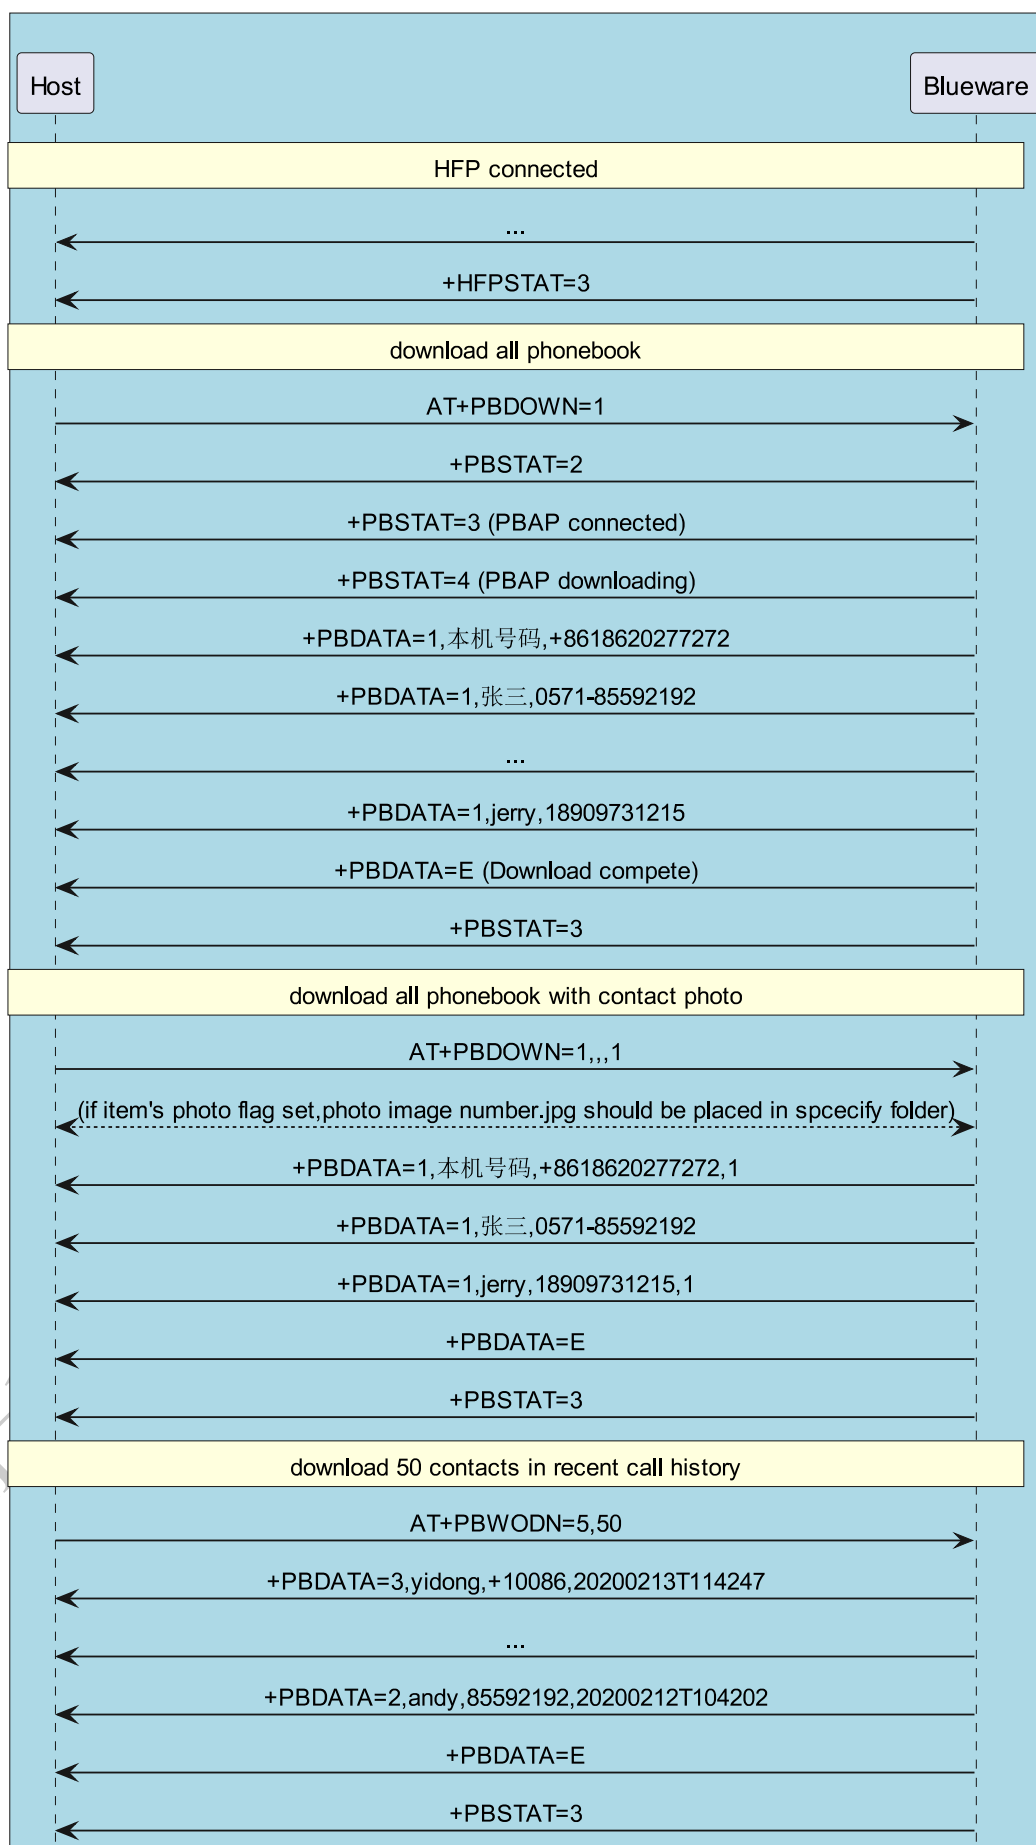 Host
Blueware
HFP connected
...
+HFPSTAT=3
download all phonebook
AT+PBDOWN=1
+PBSTAT=2
+PBSTAT=3 (PBAP connected)
+PBSTAT=4 (PBAP downloading)
+PBDATA=1,本机号码,+8618620277272
+PBDATA=1,张三,0571-85592192
...
+PBDATA=1,jerry,18909731215
+PBDATA=E (Download compete)
+PBSTAT=3
download all phonebook with contact photo
AT+PBDOWN=1,,,1
(if item's photo flag set,photo image number.jpg should be placed in spcecify folder)
+PBDATA=1,本机号码,+8618620277272,1
+PBDATA=1,张三,0571-85592192
+PBDATA=1,jerry,18909731215,1
+PBDATA=E
+PBSTAT=3
download 50 contacts in recent call history
AT+PBWODN=5,50
+PBDATA=3,yidong,+10086,20200213T114247
...
+PBDATA=2,andy,85592192,20200212T104202
+PBDATA=E
+PBSTAT=3